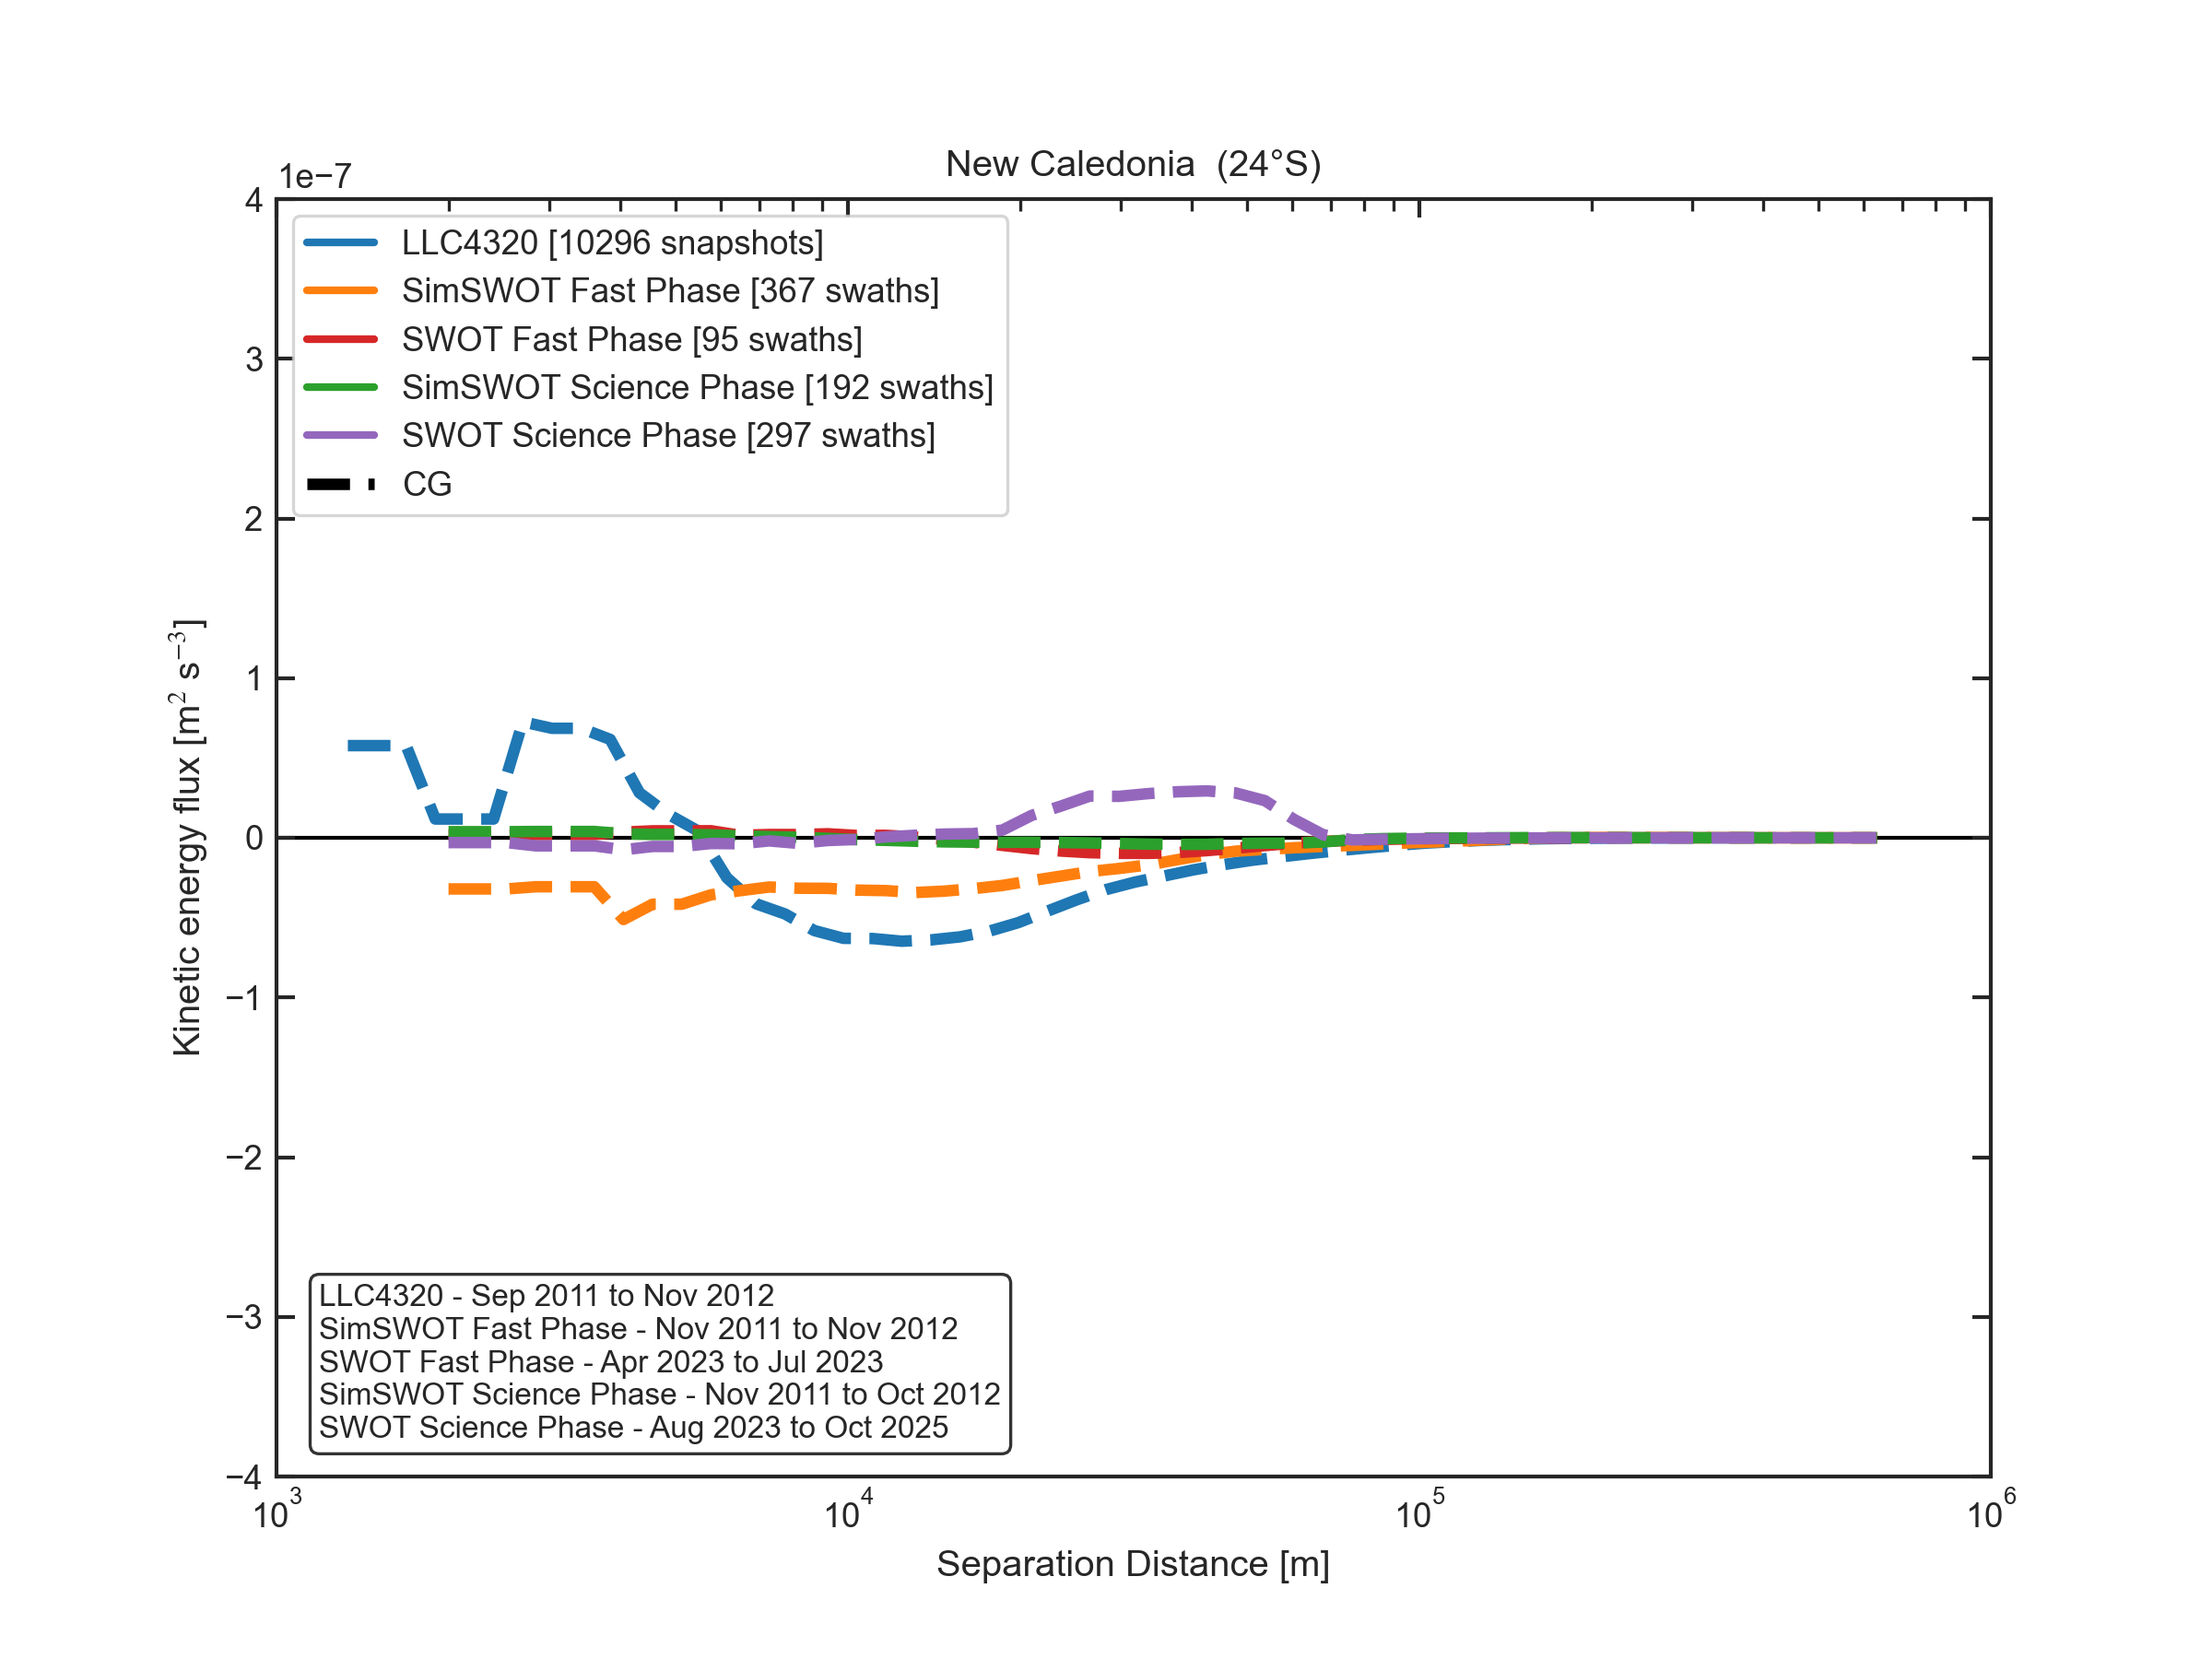 New Caledonia (24°S)
1e−7
4
3
2
1
0
−1
−2
−3
−4
Kinetic energy flux [m² s⁻³]
LLC4320 [10296 snapshots]
SimSWOT Fast Phase [367 swaths]
SWOT Fast Phase [95 swaths]
SimSWOT Science Phase [192 swaths]
SWOT Science Phase [297 swaths]
CG
LLC4320 - Sep 2011 to Nov 2012
SimSWOT Fast Phase - Nov 2011 to Nov 2012
SWOT Fast Phase - Apr 2023 to Jul 2023
SimSWOT Science Phase - Nov 2011 to Oct 2012
SWOT Science Phase - Aug 2023 to Oct 2025
10³ 10⁴ 10⁵ 10⁶
Separation Distance [m]